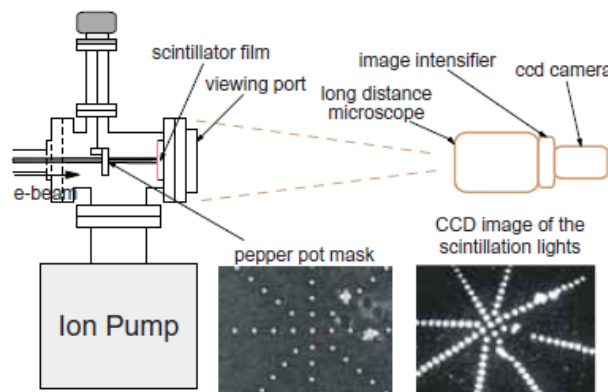 scintillator film
viewing port
image intensifier
ccd camera
long distance
microscope
e-beam
pepper pot mask
CCD image of the
scintillation lights
Ion Pump